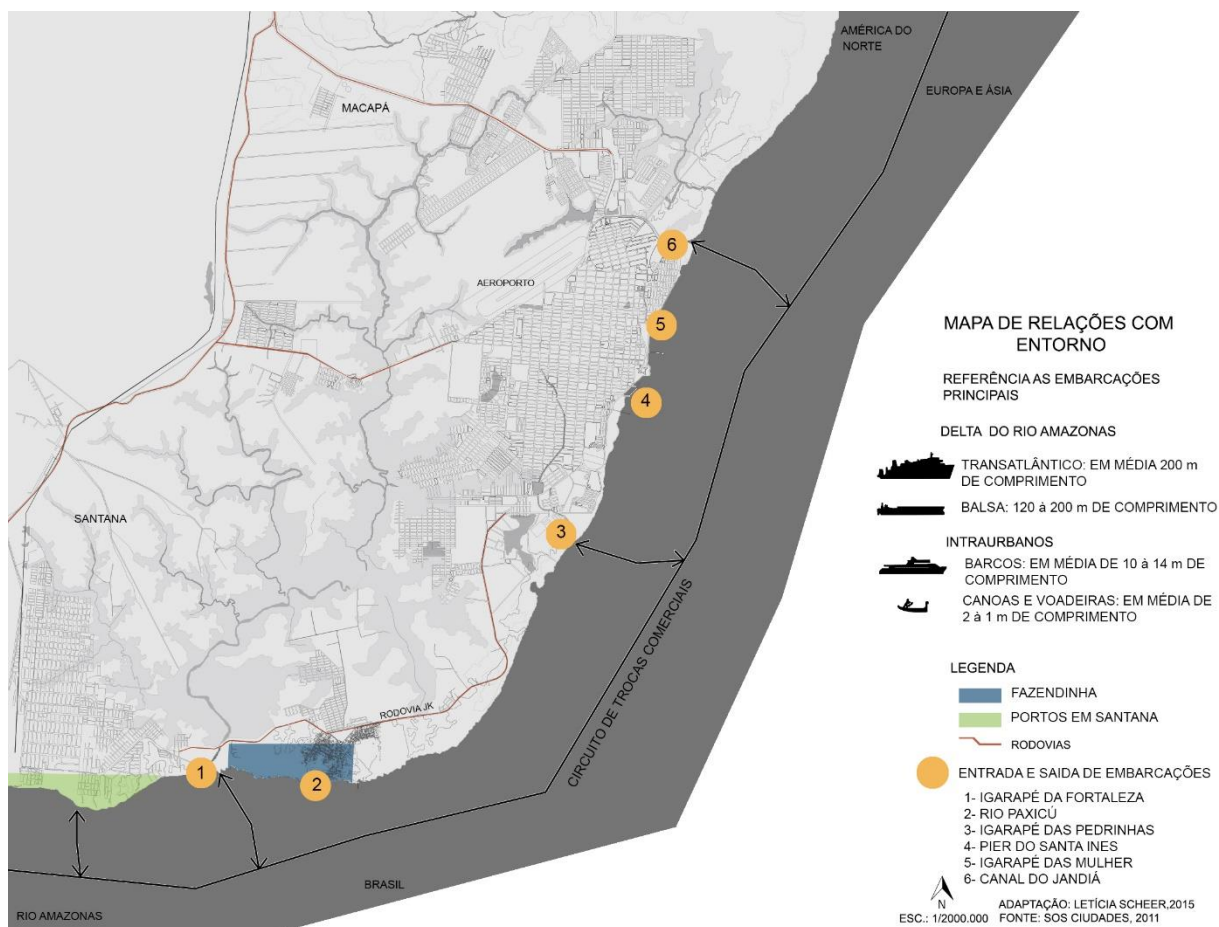 AMÉRICA DO
NORTE
EUROPA E ÁSIA
MACAPÁ
6
AEROPORTO
5
4
SANTANA
3
CIRCUITO DE TROCAS COMERCIAIS
RODOVIA JK
1
2
BRASIL
RIO AMAZONAS
MAPA DE RELAÇÕES COM
ENTORNO
REFERÊNCIA AS EMBARCAÇÕES
PRINCIPAIS
DELTA DO RIO AMAZONAS
TRANSATLÂNTICO: EM MÉDIA 200 m
DE COMPRIMENTO
BALSA: 120 á 200 m DE COMPRIMENTO
INTRAURBANOS
BARCOS: EM MÉDIA DE 10 à 14 m DE
COMPRIMENTO
CANOAS E VOADEIRAS: EM MÉDIA DE
2 à 1 m DE COMPRIMENTO
LEGENDA
FAZENDINHA
PORTOS EM SANTANA
RODOVIAS
ENTRADA E SAIDA DE EMBARCAÇÕES
1- IGARAPÉ DA FORTALEZA
2- RIO PAXICÚ
3- IGARAPÉ DAS PEDRINHAS
4- PIER DO SANTA INES
5- IGARAPÉ DAS MULHER
6- CANAL DO JANDIÁ
N
ESC.: 1/2000.000
ADAPTAÇÃO: LETÍCIA SCHEER,2015
FONTE: SOS CIUDADES, 2011